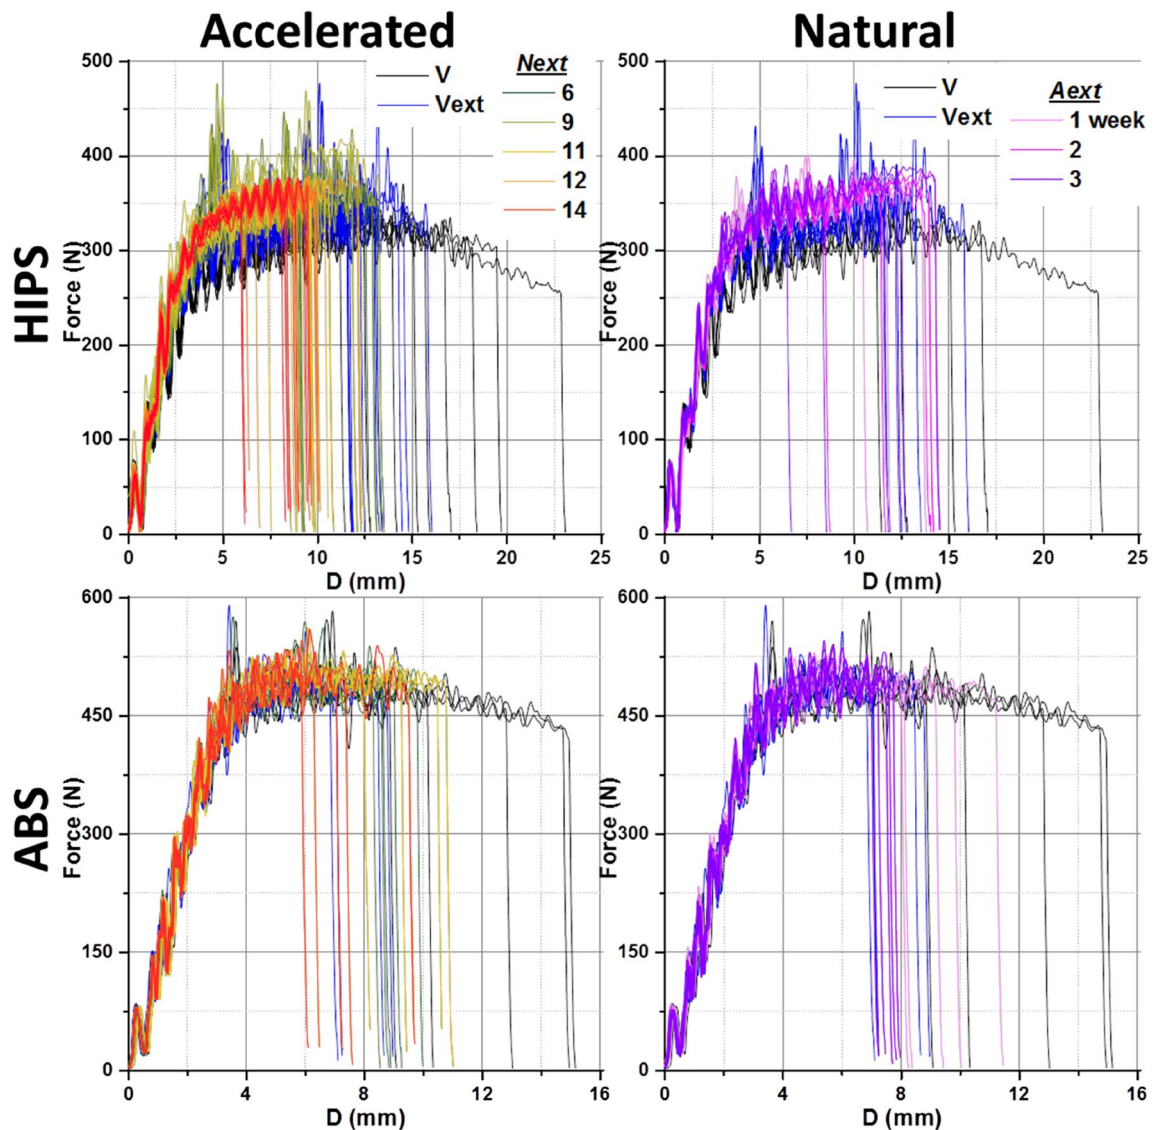 Accelerated Natural
HIPS
Force (N)
500
400
300
200
100
0
0 5 10 15 20 25
D (mm)
V
Vext
Next
6
9
11
12
14
Force (N)
500
400
300
200
100
0
0 5 10 15 20 25
D (mm)
V
Vext
Aext
1 week
2
3
ABS
Force (N)
600
450
300
150
0
0 4 8 12 16
D (mm)
Force (N)
600
450
300
150
0
0 4 8 12 16
D (mm)